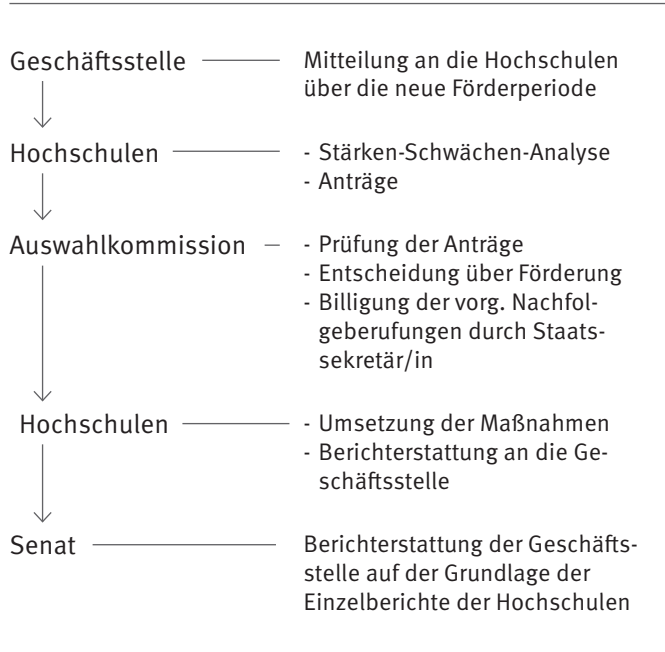 Geschäftsstelle
Mitteilung an die Hochschulen
über die neue Förderperiode
Hochschulen
- Stärken-Schwächen-Analyse
- Anträge
Auswahlkommission
- Prüfung der Anträge
- Entscheidung über Förderung
- Billigung der vorg. Nachfol-
geberufungen durch Staats-
sekretär/in
Hochschulen
- Umsetzung der Maßnahmen
- Berichterstattung an die Ge-
schäftsstelle
Senat
Berichterstattung der Geschäfts-
stelle auf der Grundlage der
Einzelberichte der Hochschulen